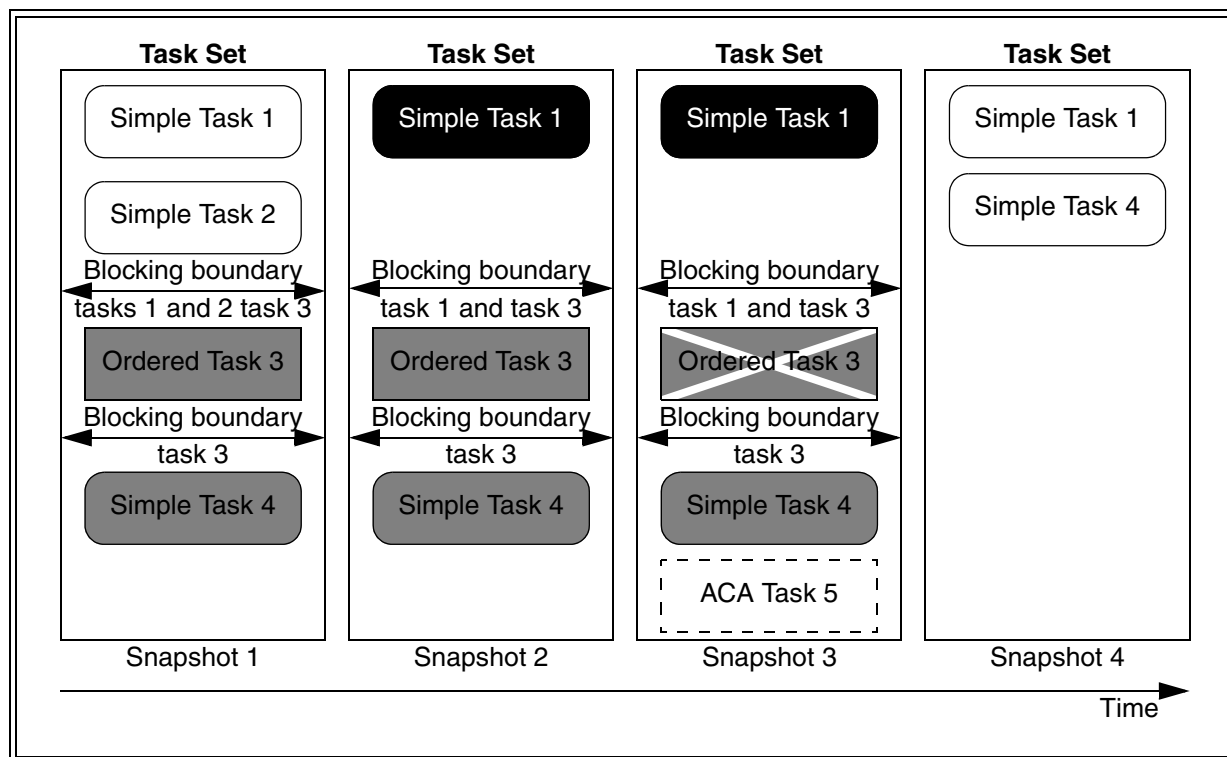 Task Set
Simple Task 1
Simple Task 2
Blocking boundary
tasks 1 and 2 task 3
Ordered Task 3
Blocking boundary
task 3
Simple Task 4
Snapshot 1
Task Set
Simple Task 1
Blocking boundary
task 1 and task 3
Ordered Task 3
Blocking boundary
task 3
Simple Task 4
Snapshot 2
Task Set
Simple Task 1
Blocking boundary
task 1 and task 3
Ordered Task 3
Blocking boundary
task 3
Simple Task 4
ACA Task 5
Snapshot 3
Task Set
Simple Task 1
Simple Task 4
Snapshot 4
Time